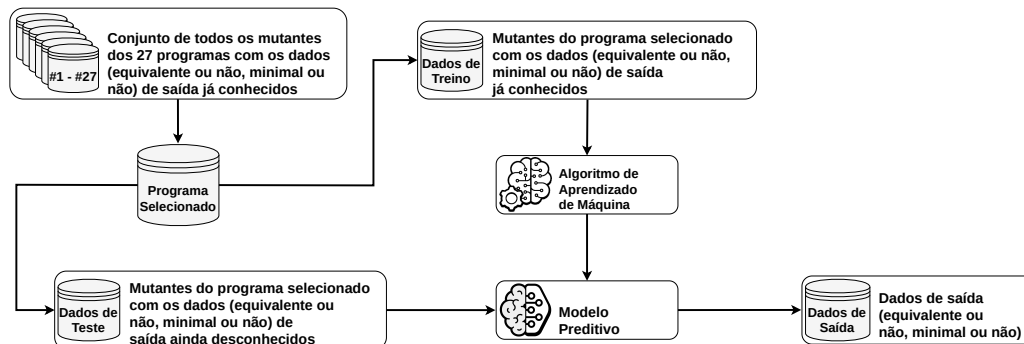 #1 - #27
Conjunto de todos os mutantes
dos 27 programas com os dados
(equivalente ou não, minimal ou
não) de saída já conhecidos
Dados de
Treino
Mutantes do programa selecionado
com os dados (equivalente ou não,
minimal ou não) de saída
já conhecidos
Programa
Selecionado
Algoritmo de
Aprendizado
de Máquina
Dados de
Teste
Mutantes do programa selecionado
com os dados (equivalente ou
não, minimal ou não) de
saída ainda desconhecidos
Modelo
Preditivo
Dados de
Saída
Dados de saída
(equivalente ou
não, minimal ou não)